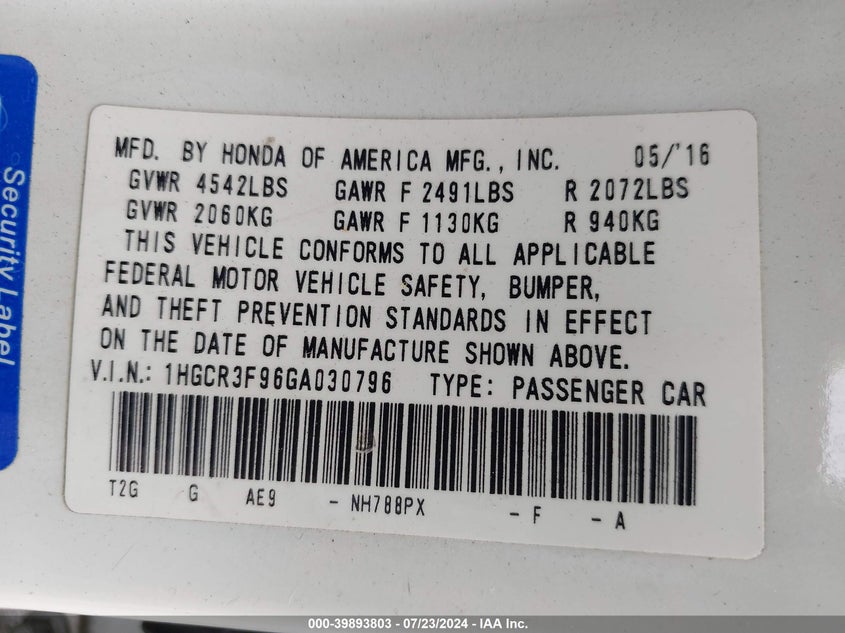 Security Label
MFD. BY HONDA OF AMERICA MFG., INC. 05/'16
GVWR 4542LBS GAWR F 2491LBS R 2072LBS
GVWR 2060KG GAWR F 1130KG R 940KG
THIS VEHICLE CONFORMS TO ALL APPLICABLE
FEDERAL MOTOR VEHICLE SAFETY, BUMPER,
AND THEFT PREVENTION STANDARDS IN EFFECT
ON THE DATE OF MANUFACTURE SHOWN ABOVE.
V.I.N.: 1HGCR3F96GA030796 TYPE: PASSENGER CAR
T2G G AE9 - NH788PX - F - A
000-39893803 - 07/23/2024 - IAA Inc.